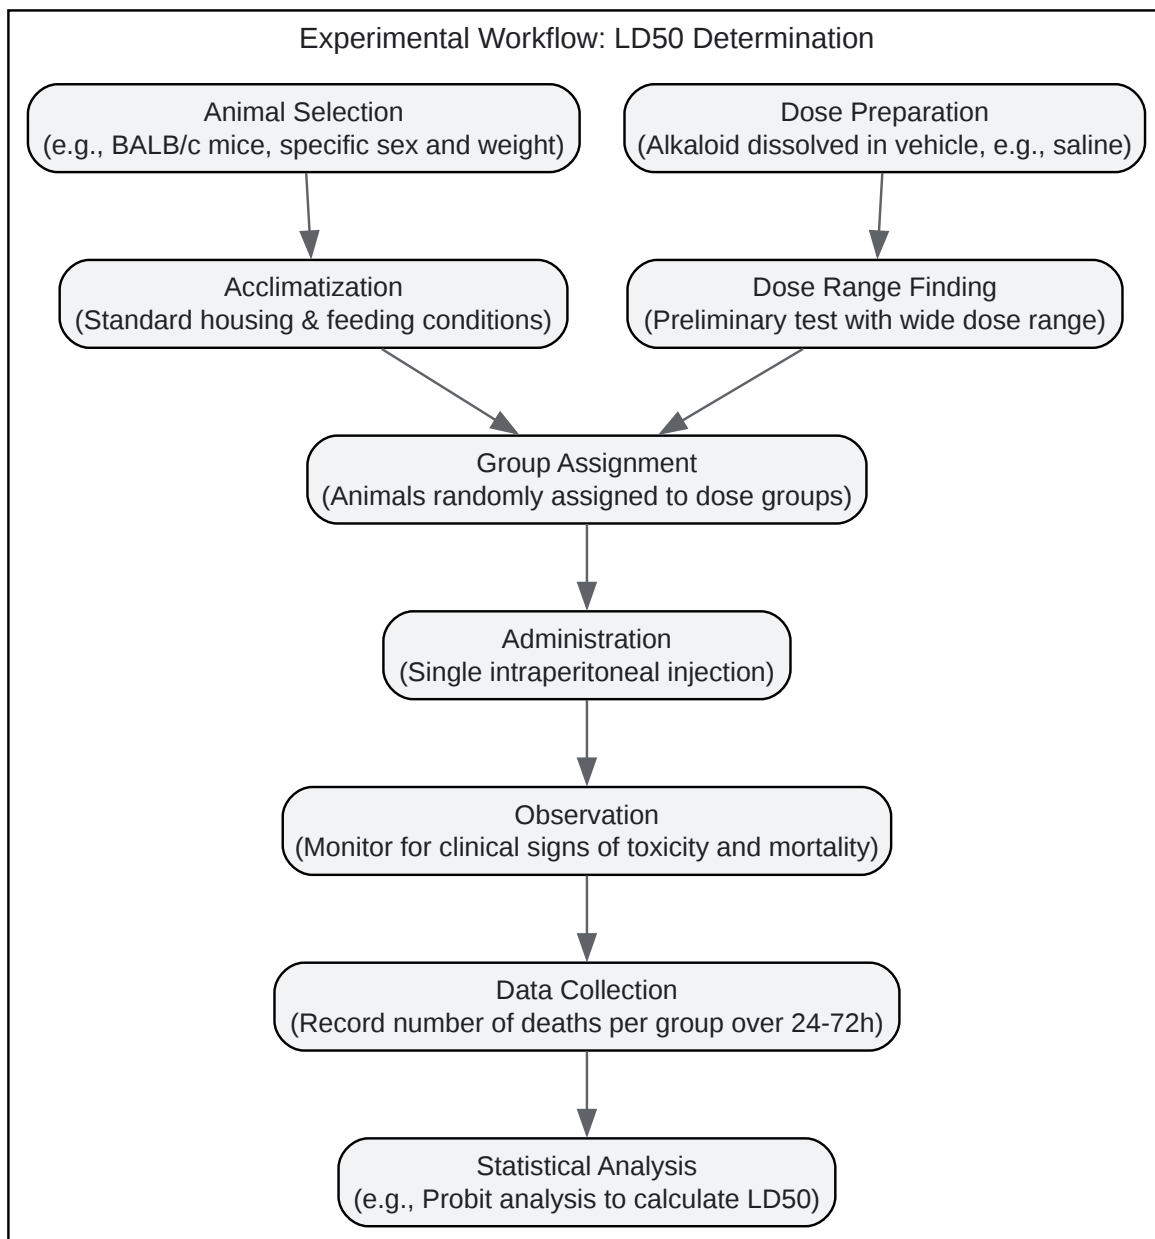 Experimental Workflow: LD50 Determination
Animal Selection
(e.g., BALB/c mice, specific sex and weight)
Dose Preparation
(Alkaloid dissolved in vehicle, e.g., saline)
Acclimatization
(Standard housing & feeding conditions)
Dose Range Finding
(Preliminary test with wide dose range)
Group Assignment
(Animals randomly assigned to dose groups)
Administration
(Single intraperitoneal injection)
Observation
(Monitor for clinical signs of toxicity and mortality)
Data Collection
(Record number of deaths per group over 24-72h)
Statistical Analysis
(e.g., Probit analysis to calculate LD50)